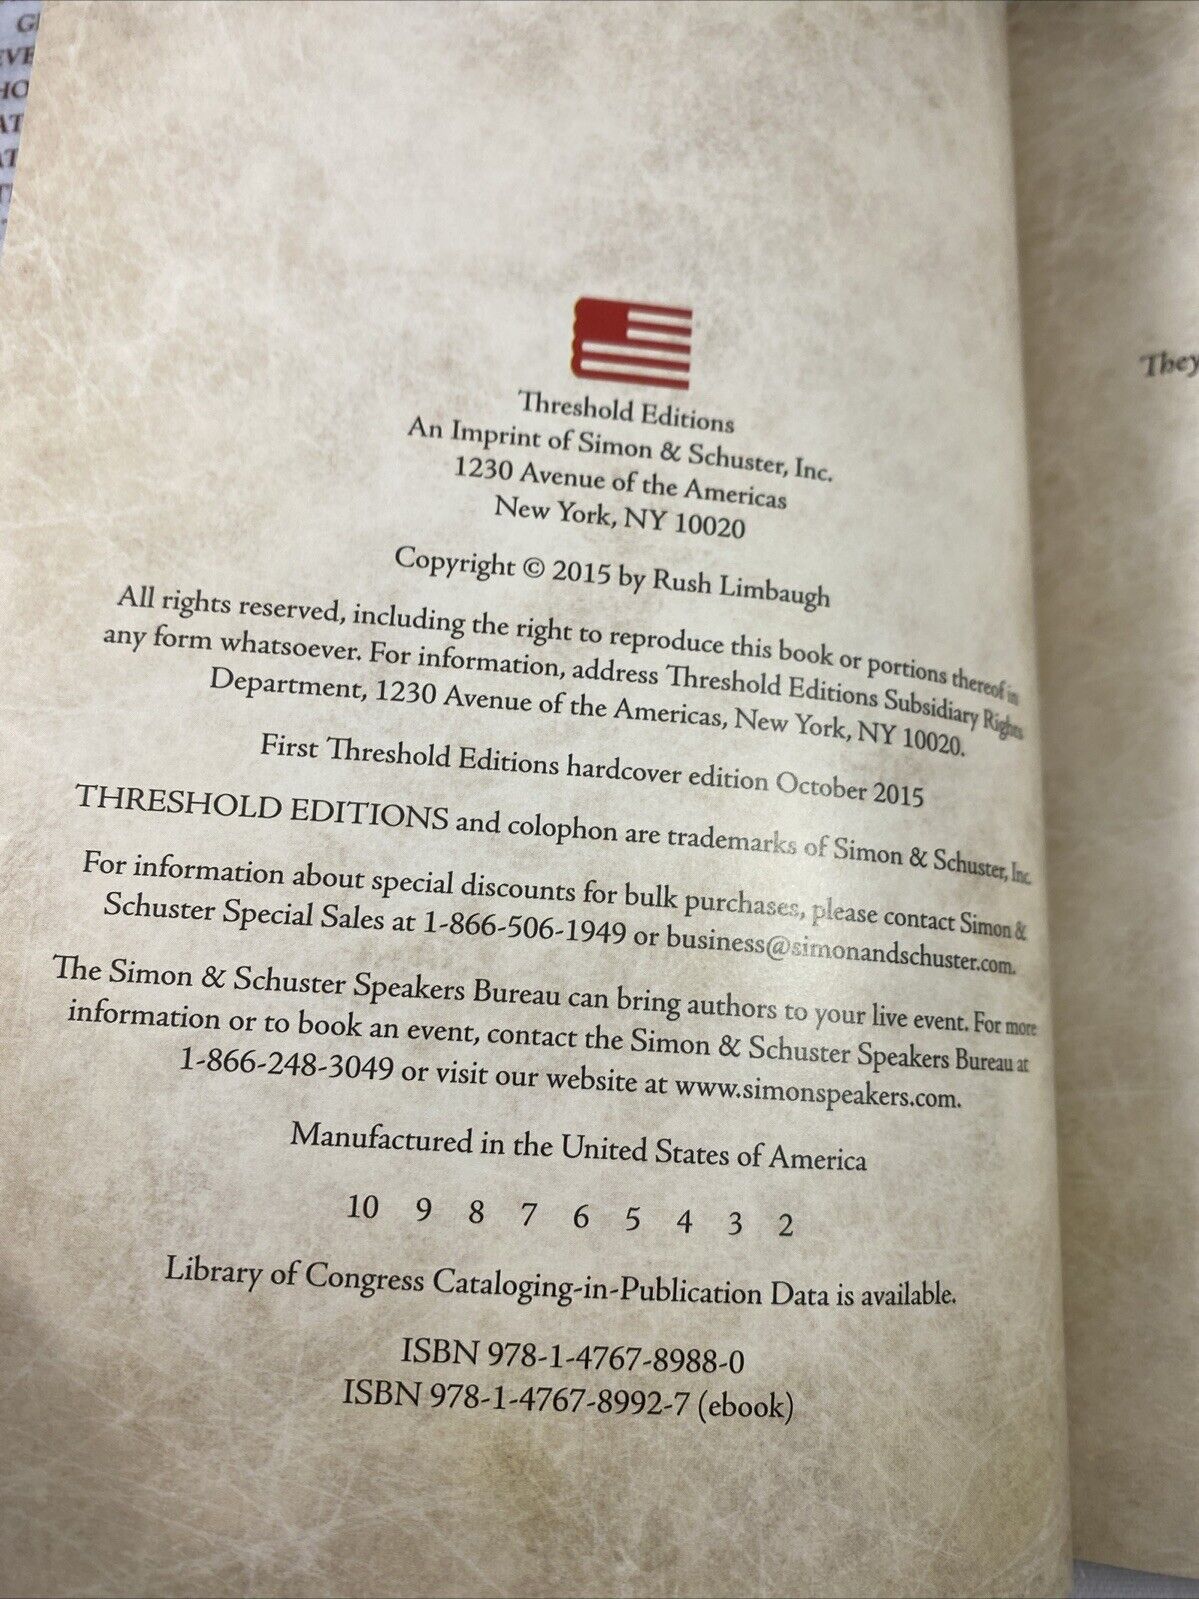 Threshold Editions
An Imprint of Simon & Schuster, Inc.
1230 Avenue of the Americas
New York, NY 10020
Copyright © 2015 by Rush Limbaugh
All rights reserved, including the right to reproduce this book or portions thereof in
any form whatsoever. For information, address Threshold Editions Subsidiary Rights
Department, 1230 Avenue of the Americas, New York, NY 10020.
First Threshold Editions hardcover edition October 2015
THRESHOLD EDITIONS and colophon are trademarks of Simon & Schuster, Inc.
For information about special discounts for bulk purchases, please contact Simon &
Schuster Special Sales at 1-866-506-1949 or business@simonandschuster.com.
The Simon & Schuster Speakers Bureau can bring authors to your live event. For more
information or to book an event, contact the Simon & Schuster Speakers Bureau at
1-866-248-3049 or visit our website at www.simonspeakers.com.
Manufactured in the United States of America
10 9 8 7 6 5 4 3 2
Library of Congress Cataloging-in-Publication Data is available.
ISBN 978-1-4767-8988-0
ISBN 978-1-4767-8992-7 (ebook)
They